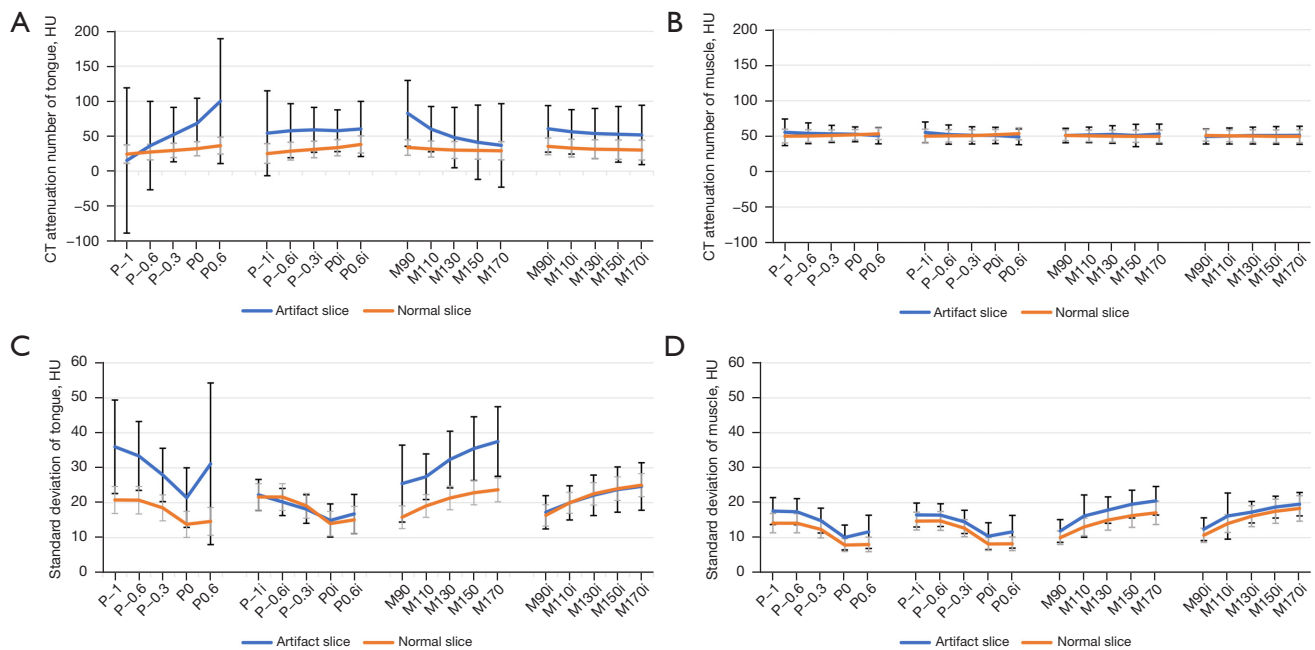 A
CT attenuation number of tongue, HU
200
150
100
50
0
−50
−100
P−1 P−0.6 P−0.3 P0 P0.6 P−1i P−0.6i P−0.3i P0i P0.6i M90 M110 M130 M150 M170 M90i M110i M130i M150i M170i
Artifact slice Normal slice
B
CT attenuation number of muscle, HU
200
150
100
50
0
−50
−100
P−1 P−0.6 P−0.3 P0 P0.6 P−1i P−0.6i P−0.3i P0i P0.6i M90 M110 M130 M150 M170 M90i M110i M130i M150i M170i
Artifact slice Normal slice
C
Standard deviation of tongue, HU
60
50
40
30
20
10
0
P−1 P−0.6 P−0.3 P0 P0.6 P−1i P−0.6i P−0.3i P0i P0.6i M90 M110 M130 M150 M170 M90i M110i M130i M150i M170i
Artifact slice Normal slice
D
Standard deviation of muscle, HU
60
50
40
30
20
10
0
P−1 P−0.6 P−0.3 P0 P0.6 P−1i P−0.6i P−0.3i P0i P0.6i M90 M110 M130 M150 M170 M90i M110i M130i M150i M170i
Artifact slice Normal slice